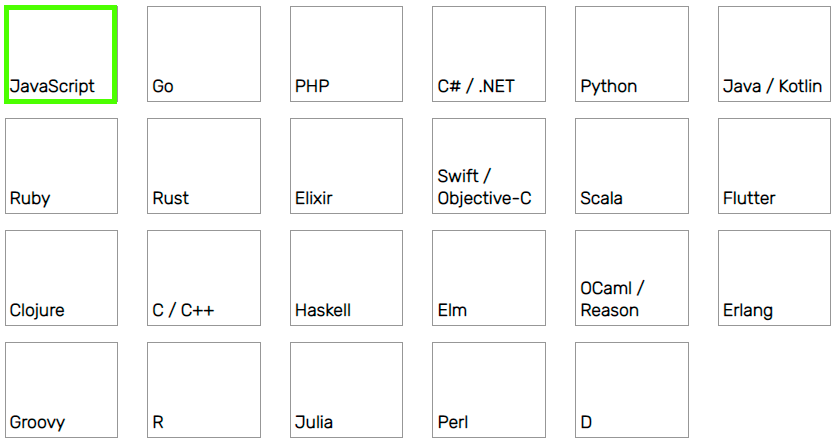 JavaScript
Go
PHP
C# / .NET
Python
Java / Kotlin
Ruby
Rust
Elixir
Swift /
Objective-C
Scala
Flutter
Clojure
C / C++
Haskell
Elm
OCaml /
Reason
Erlang
Groovy
R
Julia
Perl
D